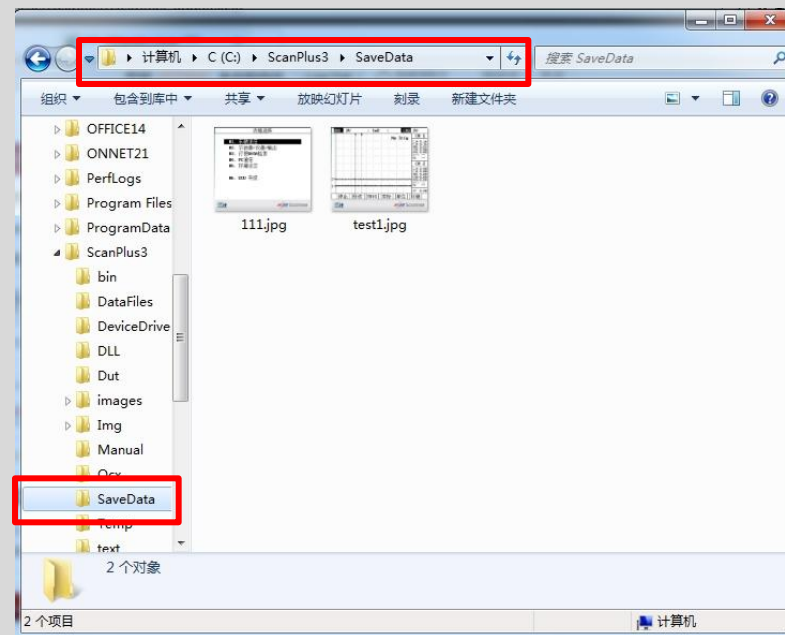 计算机 ▸ C (C:) ▸ ScanPlus3 ▸ SaveData
搜索 SaveData
组织 包含到库中 共享 放映幻灯片 刻录 新建文件夹
OFFICE14
ONNET21
PerfLogs
Program Files
ProgramData
ScanPlus3
bin
DataFiles
DeviceDrive
DLL
Dut
images
Img
Manual
Ocx
SaveData
Temp
text
111.jpg
test1.jpg
2 个对象
2 个项目
计算机